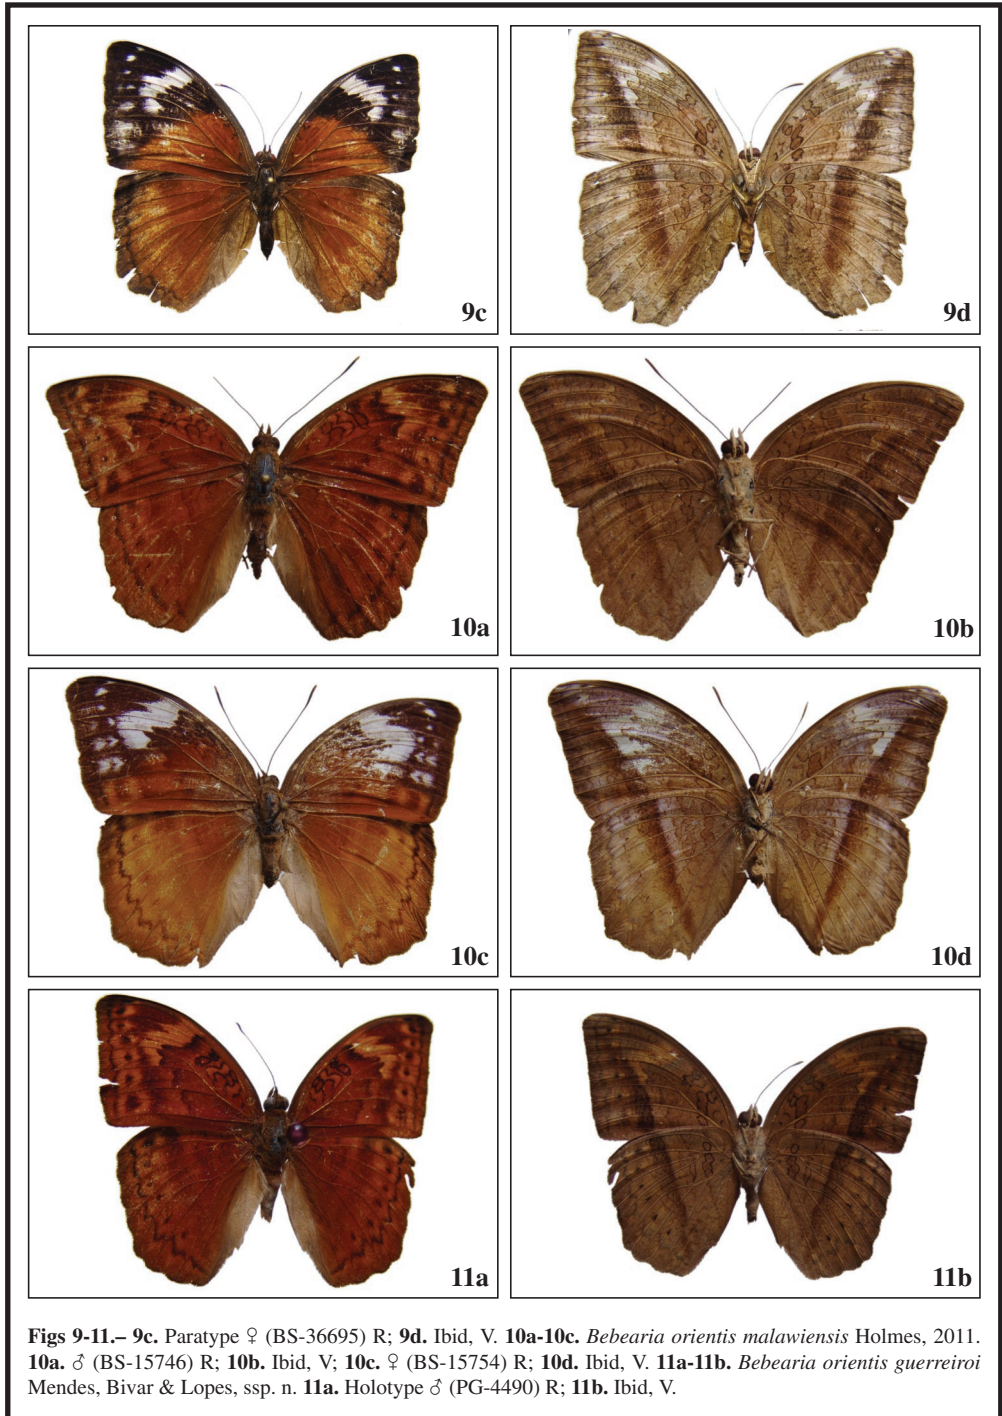 9c
9d
10a
10b
10c
10d
11a
11b
Figs 9-11.– 9c. Paratype ♀ (BS-36695) R; 9d. Ibid, V. 10a-10c. Bebearia orientis malawiensis Holmes, 2011.
10a. ♂ (BS-15746) R; 10b. Ibid, V; 10c. ♀ (BS-15754) R; 10d. Ibid, V. 11a-11b. Bebearia orientis guerreiroi
Mendes, Bivar & Lopes, ssp. n. 11a. Holotype ♂ (PG-4490) R; 11b. Ibid, V.